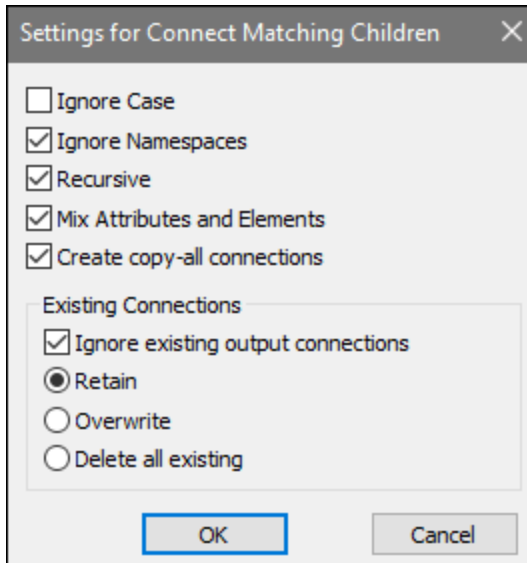 Settings for Connect Matching Children
Ignore Case
Ignore Namespaces
Recursive
Mix Attributes and Elements
Create copy-all connections
Existing Connections
Ignore existing output connections
Retain
Overwrite
Delete all existing
OK
Cancel